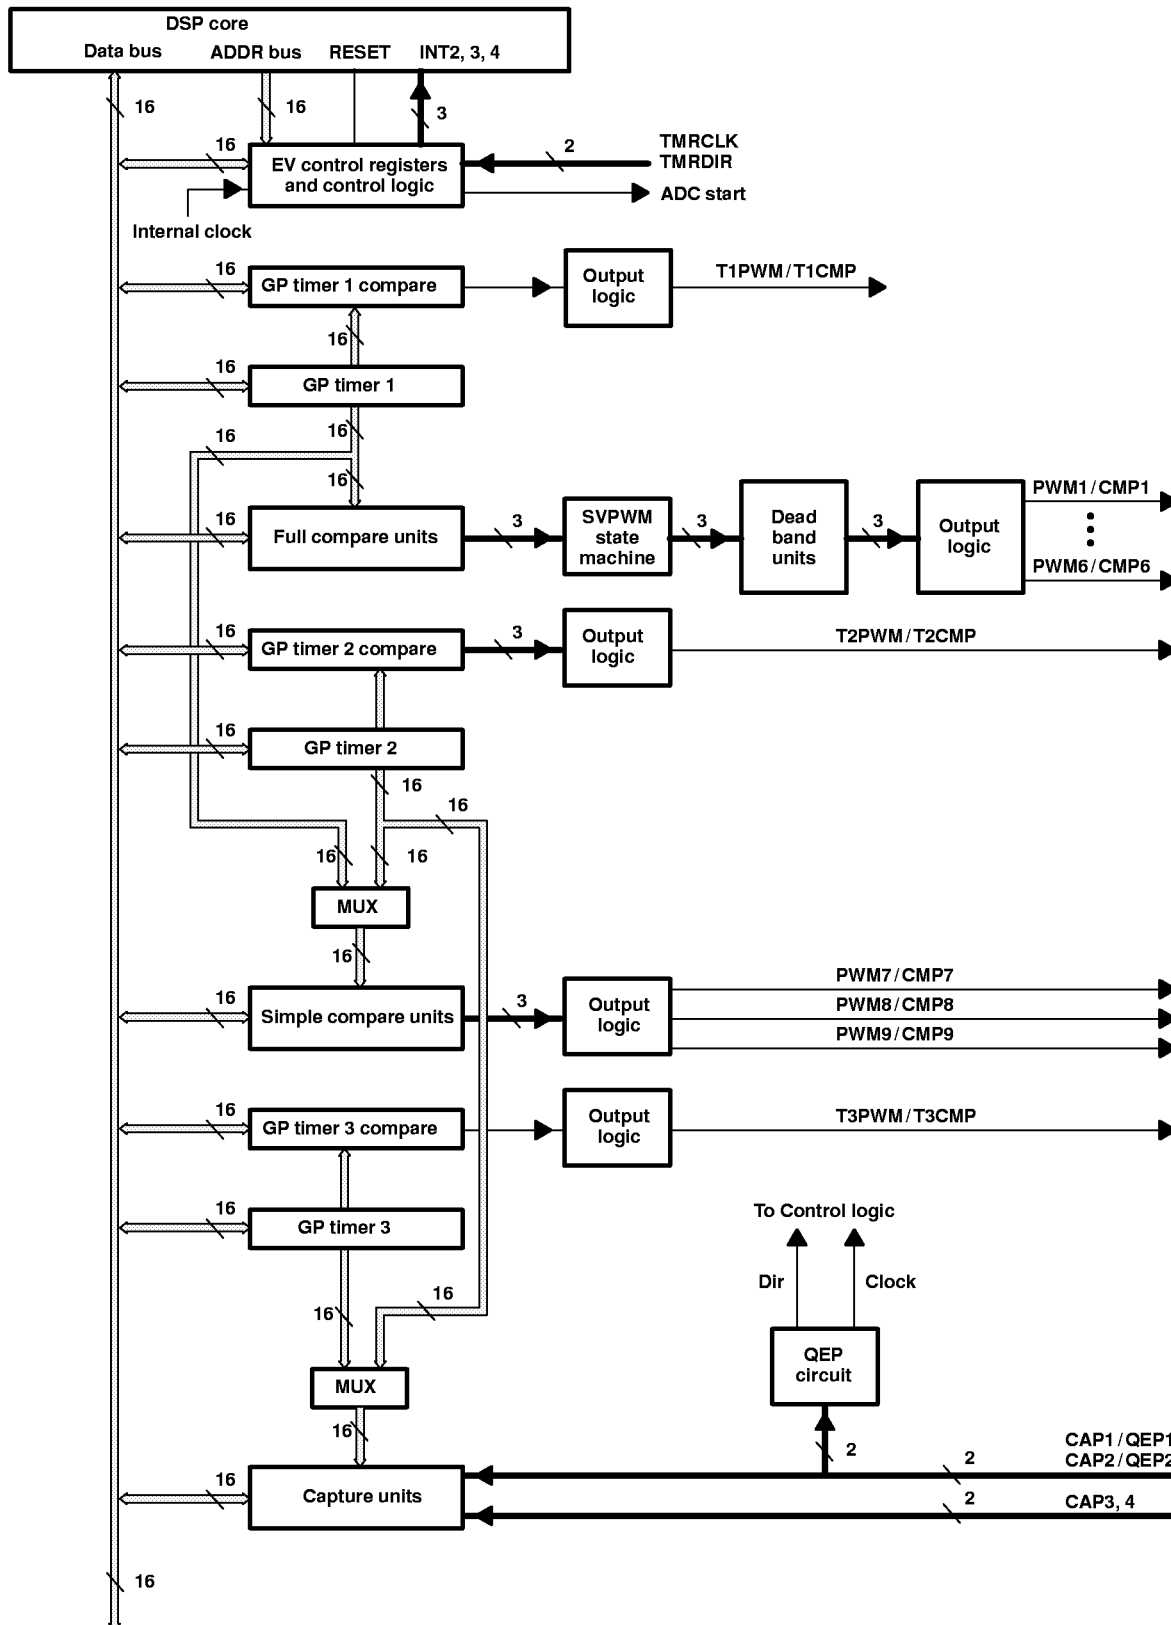 DSP core
Data bus ADDR bus RESET INT2, 3, 4
16 16 3
16 2 TMRCLK
TMRDIR
EV control registers
and control logic
ADC start
Internal clock
16
GP timer 1 compare
Output
logic
T1PWM/T1CMP
16
16
GP timer 1
16
16
16
16
Full compare units
3
SVPWM
state
machine
3
Dead
band
units
3
Output
logic
PWM1/CMP1
PWM6/CMP6
16
GP timer 2 compare
3
Output
logic
T2PWM/T2CMP
16
GP timer 2
16
16
16 16
MUX
16
16
Simple compare units
3
Output
logic
PWM7/CMP7
PWM8/CMP8
PWM9/CMP9
16
GP timer 3 compare
Output
logic
T3PWM/T3CMP
16
GP timer 3
To Control logic
Dir Clock
16 16
QEP
circuit
MUX
16
2
2
CAP1/QEP1
CAP2/QEP2
16
Capture units
2
CAP3, 4
16